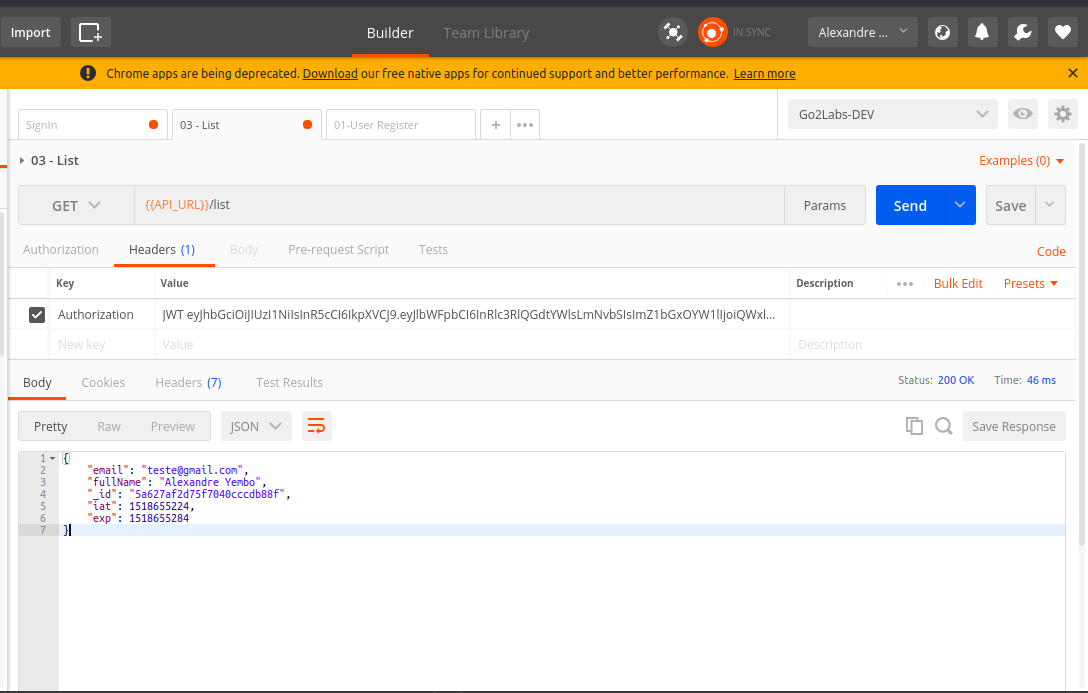 Import
Builder
Team Library
IN SYNC
Alexandre ...
Chrome apps are being deprecated. Download our free native apps for continued support and better performance. Learn more
SignIn
03 - List
01-User Register
Go2Labs-DEV
03 - List
Examples (0)
GET
{{API_URL}}/list
Params
Send
Save
Authorization
Headers (1)
Body
Pre-request Script
Tests
Code
Key
Value
Description
Bulk Edit
Presets
Authorization
JWT eyJhbGciOiJIUzI1NiIsInR5cCI6IkpXVCJ9.eyJlbWFpbCI6InRlc3RlQGdtYWlsLmNvbSIsImZ1bGxOYW1lIjoiQWxl...
New key
Value
Description
Body
Cookies
Headers (7)
Test Results
Status: 200 OK
Time: 46 ms
Pretty
Raw
Preview
JSON
Save Response
1 {
2 "email": "teste@gmail.com",
3 "fullName": "Alexandre Yembo",
4 "_id": "5a627af2d75f7040cccdb88f",
5 "iat": 1518655224,
6 "exp": 1518655284
7 }